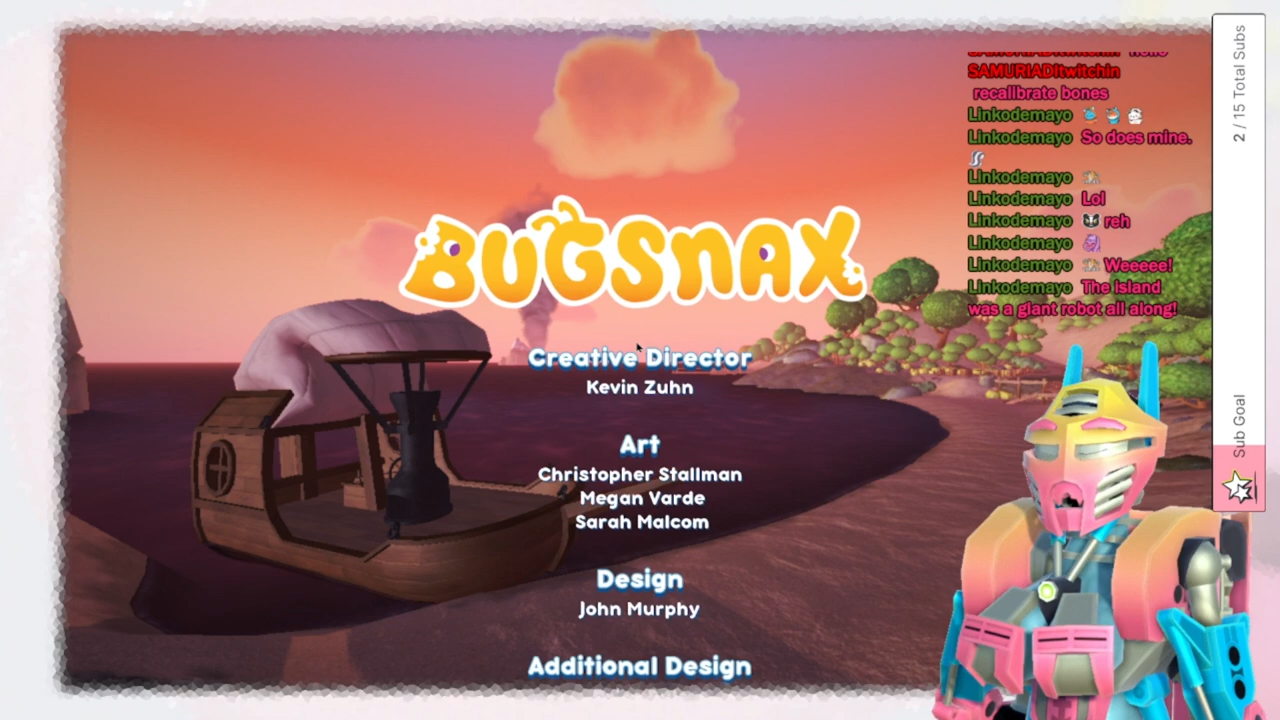 BUGSNAX
Creative Director
Kevin Zuhn
Art
Christopher Stallman
Megan Varde
Sarah Malcom
Design
John Murphy
Additional Design
SAMURIADItwitchin
recalibrate bones
Linkodemayo
Linkodemayo So does mine.
Linkodemayo
Linkodemayo Lol
Linkodemayo reh
Linkodemayo
Linkodemayo Weeeee!
Linkodemayo The island
was a giant robot all along!
2 / 15 Total Subs
Sub Goal